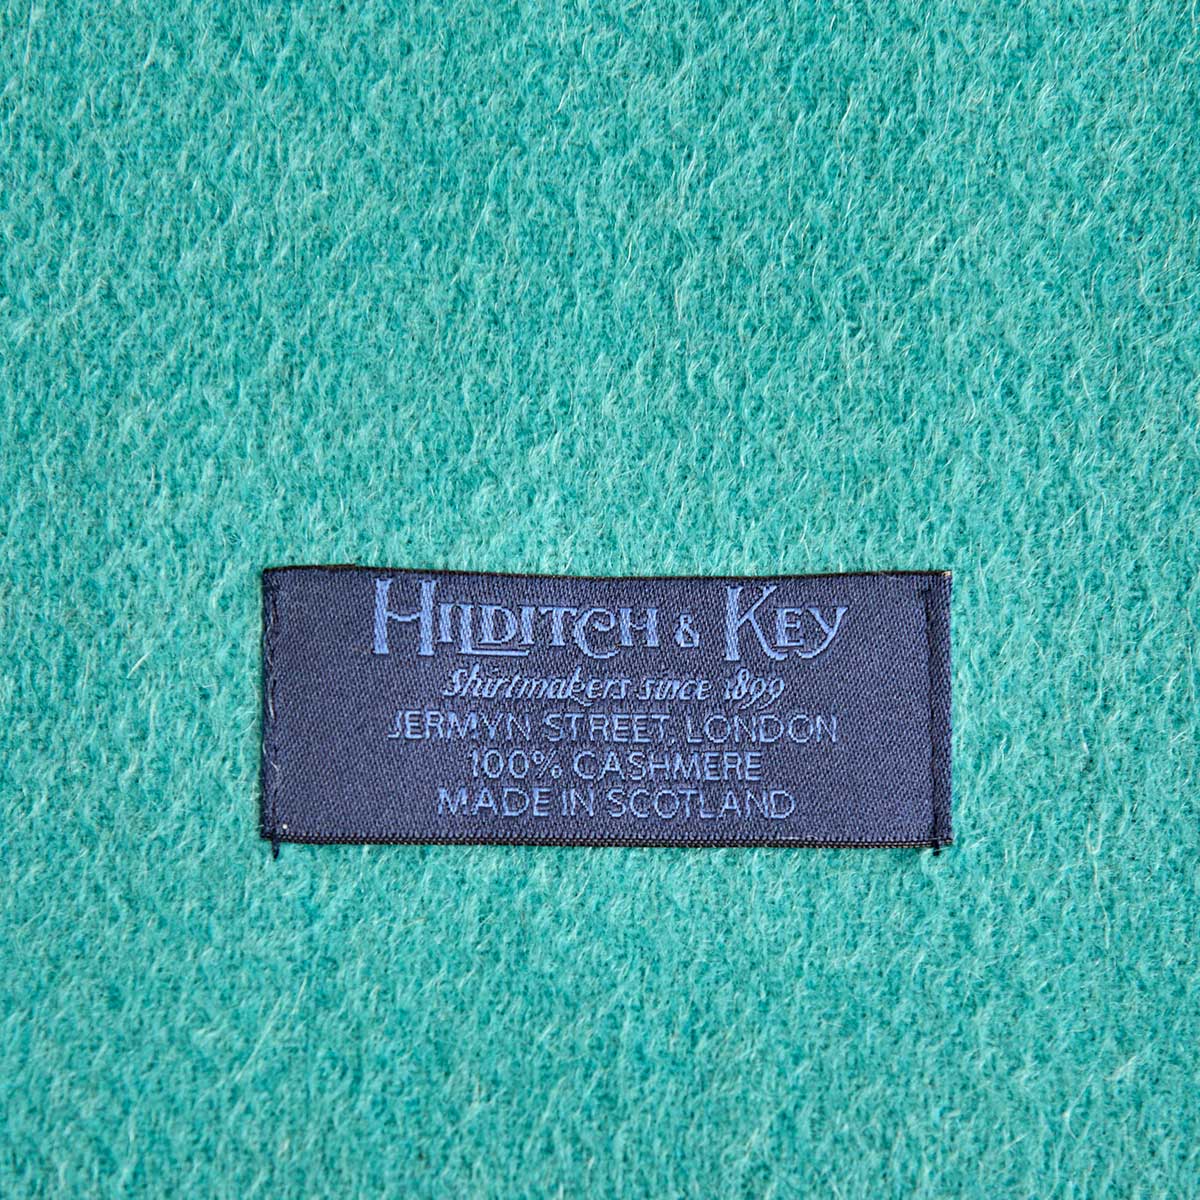 HILDITCH & KEY
Shirtmakers since 1899
JERMYN STREET, LONDON
100% CASHMERE
MADE IN SCOTLAND